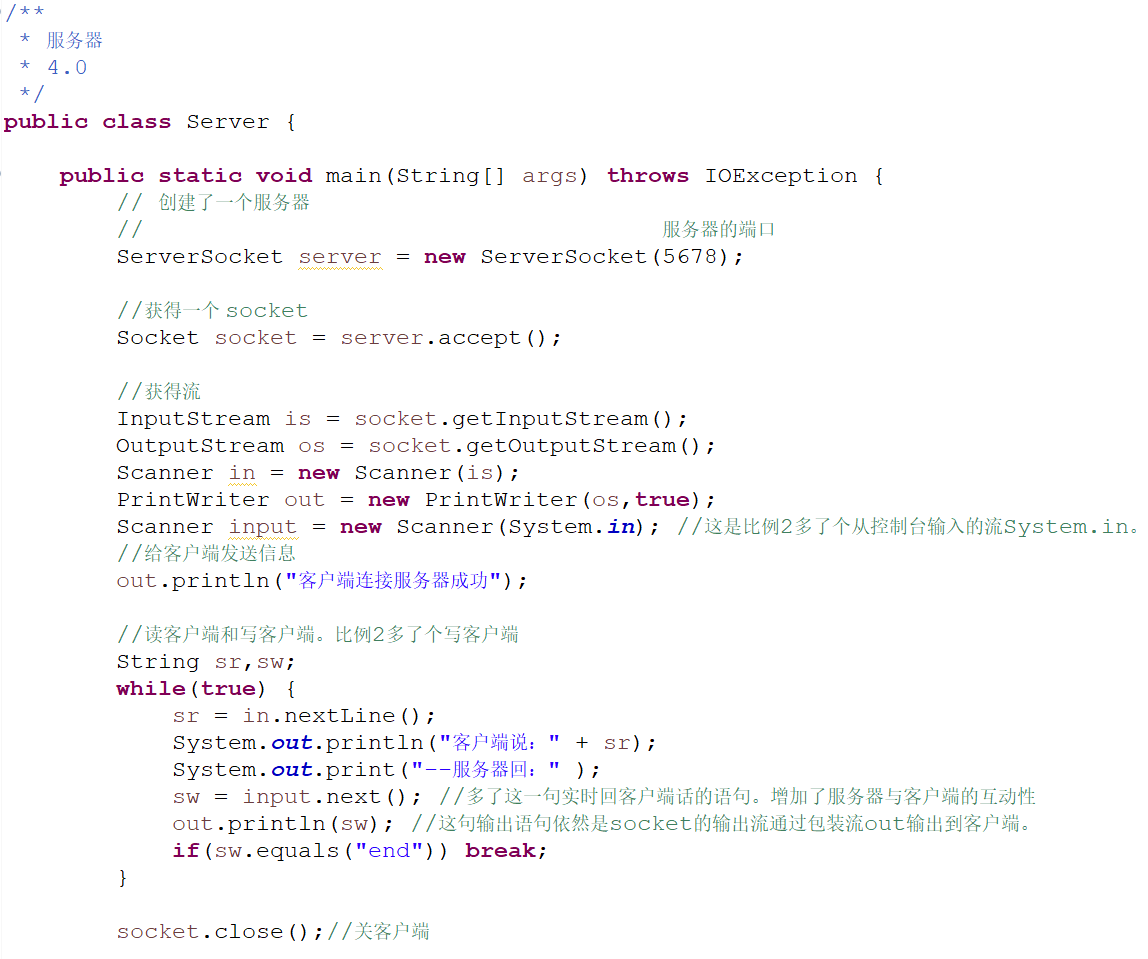 /**
 * 服务器
 * 4.0
 */
public class Server {
    public static void main(String[] args) throws IOException {
        // 创建了一个服务器
        //                                     服务器的端口
        ServerSocket server = new ServerSocket(5678);
        //获得一个 socket
        Socket socket = server.accept();
        //获得流
        InputStream is = socket.getInputStream();
        OutputStream os = socket.getOutputStream();
        Scanner in = new Scanner(is);
        PrintWriter out = new PrintWriter(os,true);
        Scanner input = new Scanner(System.in); //这是比例2多了个从控制台输入的流System.in。
        //给客户端发送信息
        out.println("客户端连接服务器成功");
        //读客户端和写客户端。比例2多了个写客户端
        String sr,sw;
        while(true) {
            sr = in.nextLine();
            System.out.println("客户端说：" + sr);
            System.out.print("--服务器回：" );
            sw = input.next(); //多了这一句实时回客户端话的语句。增加了服务器与客户端的互动性
            out.println(sw); //这句输出语句依然是socket的输出流通过包装流out输出到客户端。
            if(sw.equals("end")) break;
        }
        socket.close();//关客户端